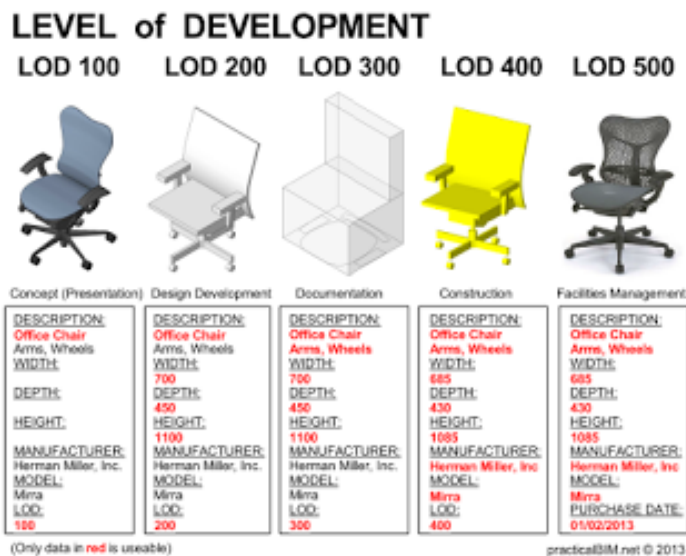 LEVEL of DEVELOPMENT
LOD 100
LOD 200
LOD 300
LOD 400
LOD 500
Concept (Presentation)
Design Development
Documentation
Construction
Facilities Management
DESCRIPTION:
Office Chair
Arms, Wheels
WIDTH:
DEPTH:
HEIGHT:
MANUFACTURER:
Herman Miller, Inc.
MODEL:
Mirra
LOD:
100
DESCRIPTION:
Office Chair
Arms, Wheels
WIDTH:
700
DEPTH:
450
HEIGHT:
1100
MANUFACTURER:
Herman Miller, Inc.
MODEL:
Mirra
LOD:
200
DESCRIPTION:
Office Chair
Arms, Wheels
WIDTH:
700
DEPTH:
450
HEIGHT:
1100
MANUFACTURER:
Herman Miller, Inc.
MODEL:
Mirra
LOD:
300
DESCRIPTION:
Office Chair
Arms, Wheels
WIDTH:
685
DEPTH:
430
HEIGHT:
1085
MANUFACTURER:
Herman Miller, Inc
MODEL:
Mirra
LOD:
400
DESCRIPTION:
Office Chair
Arms, Wheels
WIDTH:
685
DEPTH:
430
HEIGHT:
1085
MANUFACTURER:
Herman Miller, Inc
MODEL:
Mirra
PURCHASE DATE:
01/02/2013
(Only data in red is useable)
practicalBIM.net © 2013